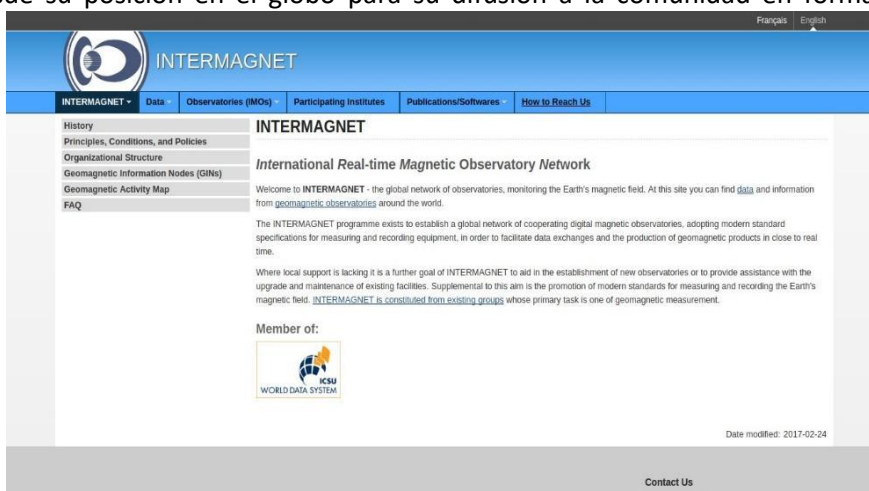 su posición en el globo para su difusión a la comunidad en forma
Français English
INTERMAGNET
INTERMAGNET Data Observatories (IMOs) Participating Institutes Publications/Softwares How to Reach Us
History
Principles, Conditions, and Policies
Organizational Structure
Geomagnetic Information Nodes (GINs)
Geomagnetic Activity Map
FAQ
INTERMAGNET
International Real-time Magnetic Observatory Network
Welcome to INTERMAGNET - the global network of observatories, monitoring the Earth's magnetic field. At this site you can find data and information
from geomagnetic observatories around the world.
The INTERMAGNET programme exists to establish a global network of cooperating digital magnetic observatories, adopting modern standard
specifications for measuring and recording equipment, in order to facilitate data exchanges and the production of geomagnetic products in close to real
time.
Where local support is lacking it is a further goal of INTERMAGNET to aid in the establishment of new observatories or to provide assistance with the
upgrade and maintenance of existing facilities. Supplemental to this aim is the promotion of modern standards for measuring and recording the Earth's
magnetic field. INTERMAGNET is constituted from existing groups whose primary task is one of geomagnetic measurement.
Member of:
ICSU
WORLD DATA SYSTEM
Date modified: 2017-02-24
Contact Us